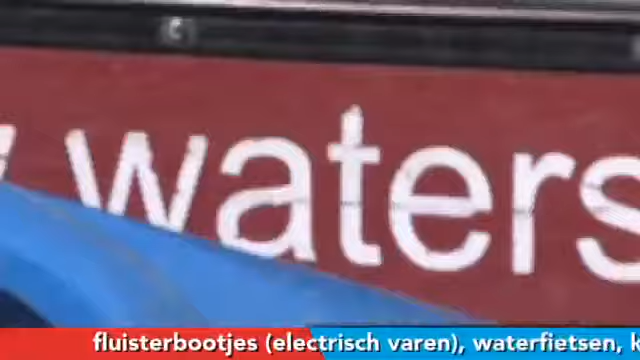 waters
fluisterbootjes (electrisch varen), waterfietsen,